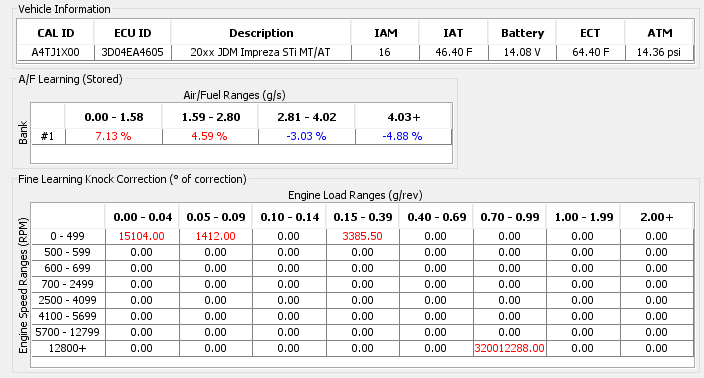 Vehicle Information
CAL ID ECU ID Description IAM IAT Battery ECT ATM
A4TJ1X00 3D04EA4605 20xx JDM Impreza STi MT/AT 16 46.40 F 14.08 V 64.40 F 14.36 psi
A/F Learning (Stored)
Air/Fuel Ranges (g/s)
Bank
0.00 - 1.58 1.59 - 2.80 2.81 - 4.02 4.03+
#1 7.13 % 4.59 % -3.03 % -4.88 %
Fine Learning Knock Correction (° of correction)
Engine Load Ranges (g/rev)
Engine Speed Ranges (RPM)
0.00 - 0.04 0.05 - 0.09 0.10 - 0.14 0.15 - 0.39 0.40 - 0.69 0.70 - 0.99 1.00 - 1.99 2.00+
0 - 499 15104.00 1412.00 0.00 3385.50 0.00 0.00 0.00 0.00
500 - 599 0.00 0.00 0.00 0.00 0.00 0.00 0.00 0.00
600 - 699 0.00 0.00 0.00 0.00 0.00 0.00 0.00 0.00
700 - 2499 0.00 0.00 0.00 0.00 0.00 0.00 0.00 0.00
2500 - 4099 0.00 0.00 0.00 0.00 0.00 0.00 0.00 0.00
4100 - 5699 0.00 0.00 0.00 0.00 0.00 0.00 0.00 0.00
5700 - 12799 0.00 0.00 0.00 0.00 0.00 0.00 0.00 0.00
12800+ 0.00 0.00 0.00 0.00 0.00 320012288.00 0.00 0.00